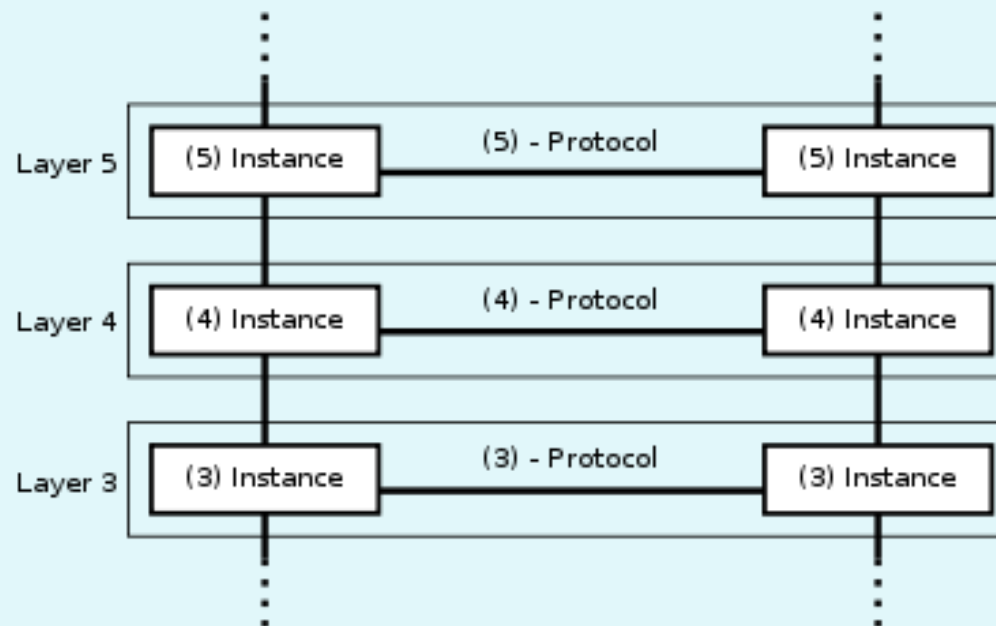 (5) - Protocol
Layer 5
(5) Instance
(5) Instance
(4) - Protocol
Layer 4
(4) Instance
(4) Instance
(3) - Protocol
Layer 3
(3) Instance
(3) Instance